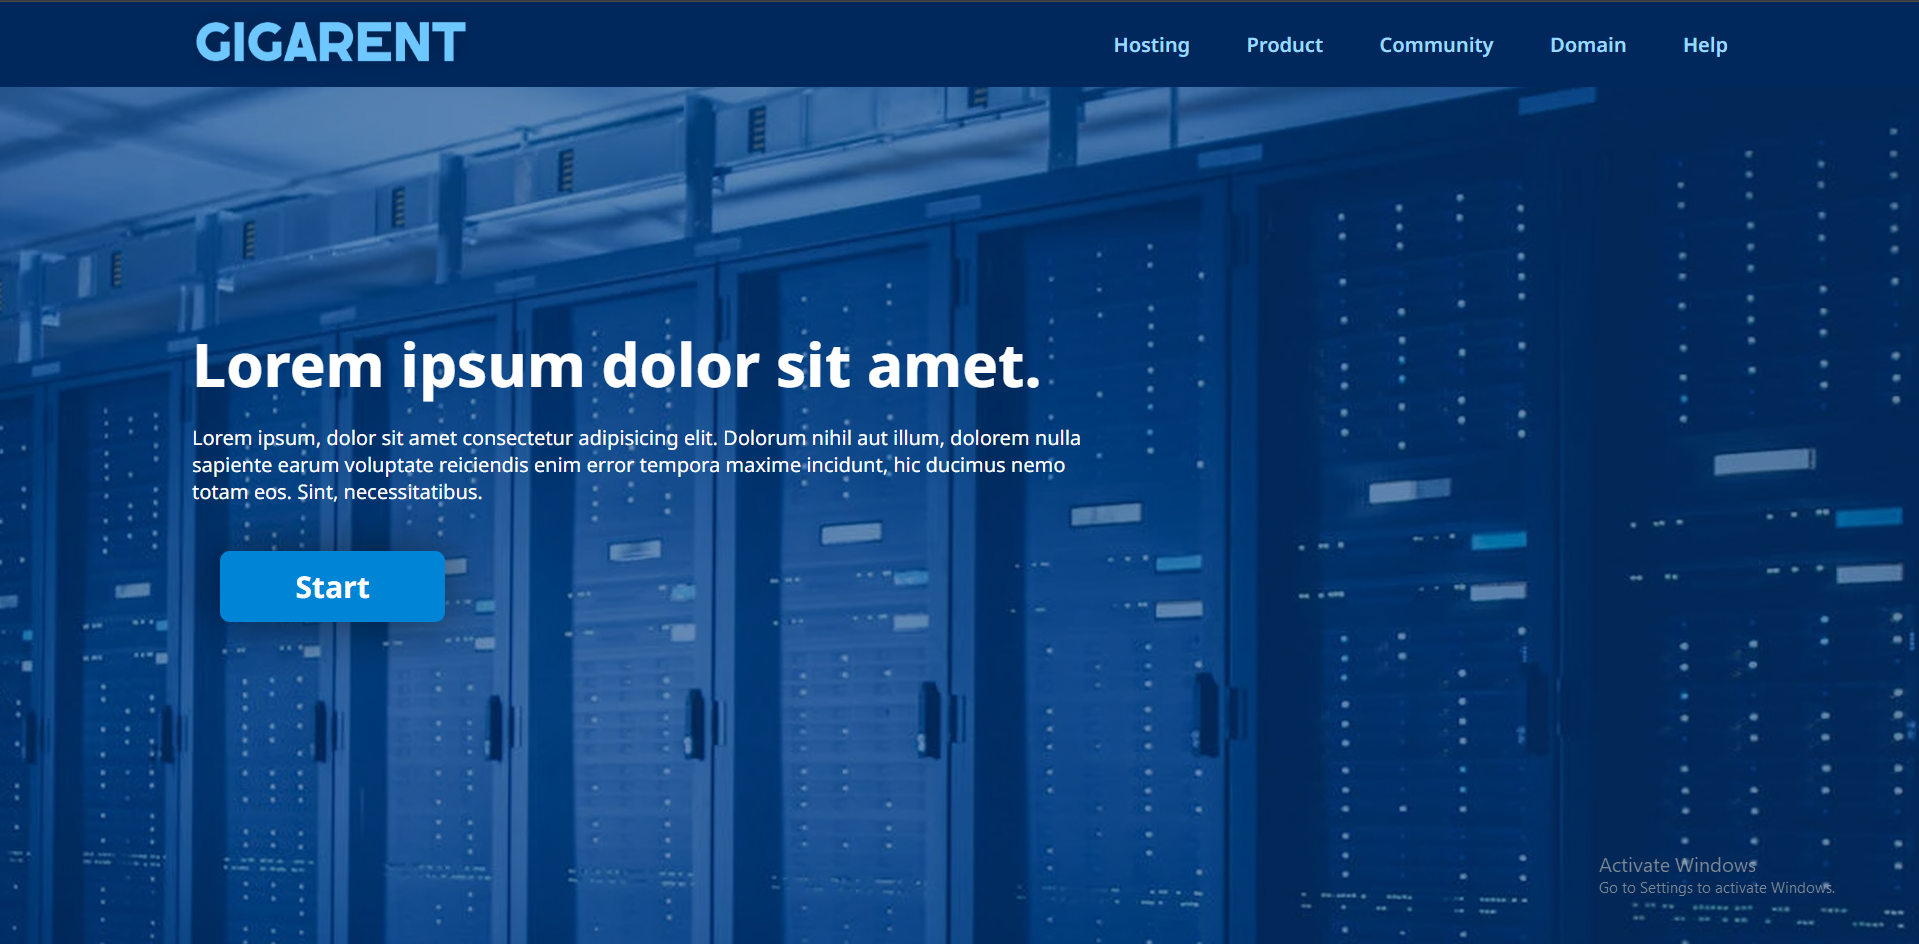 GIGARENT
Hosting Product Community Domain Help
Lorem ipsum dolor sit amet.
Lorem ipsum, dolor sit amet consectetur adipisicing elit. Dolorum nihil aut illum, dolorem nulla
sapiente earum voluptate reiciendis enim error tempora maxime incidunt, hic ducimus nemo
totam eos. Sint, necessitatibus.
Start
Activate Windows
Go to Settings to activate Windows.